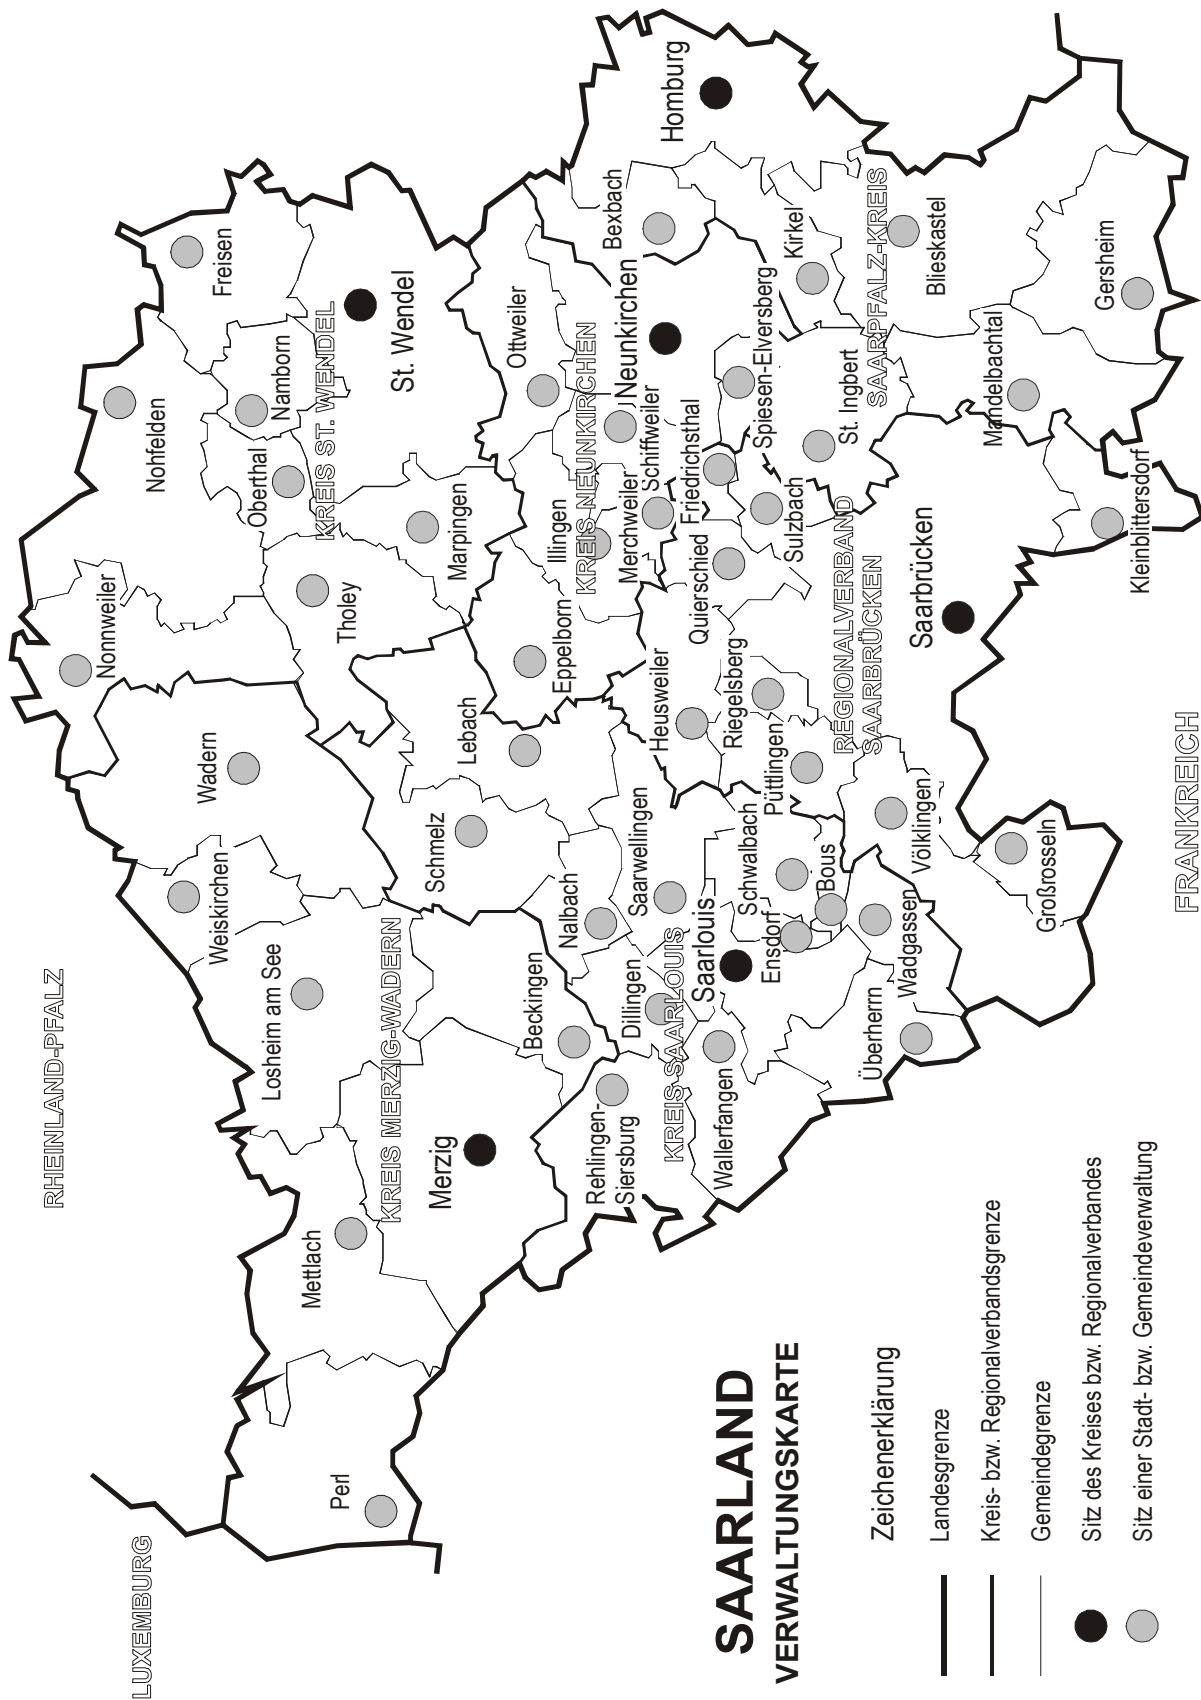 LUXEMBURG
RHEINLAND-PFALZ
FRANKREICH
Perl
Mettlach
Merzig
KREIS MERZIG-WADERN
Losheim am See
Weiskirchen
Wadern
Beckingen
Nonnweiler
Nohfelden
Freisen
Namborn
Oberthal
KREIS ST. WENDEL
St. Wendel
Tholey
Marpingen
Schmelz
Lebach
Nalbach
Saarwellingen
Dillingen
Rehlingen-
Siersburg
KREIS SAARLOUIS
Saarlouis
Wallerfangen
Ensdorf
Schwalbach
Bous
Wadgassen
Überherrn
Eppelborn
Illingen
KREIS NEUNKIRCHEN
Merchweiler
Schiffweiler
Ottweiler
Neunkirchen
Spiesen-Elversberg
Heusweiler
Riegelsberg
Püttlingen
Quierschied
Friedrichsthal
Sulzbach
REGIONALVERBAND
SAARBRÜCKEN
Völklingen
Großrosseln
Saarbrücken
Kleinbittersdorf
Bexbach
Homburg
Kirkel
St. Ingbert
SAARPFALZ-KREIS
Blieskastel
Mandelbachtal
Gersheim
SAARLAND
VERWALTUNGSKARTE
Zeichenerklärung
Landesgrenze
Kreis- bzw. Regionalverbandsgrenze
Gemeindegrenze
Sitz des Kreises bzw. Regionalverbandes
Sitz einer Stadt- bzw. Gemeindeverwaltung